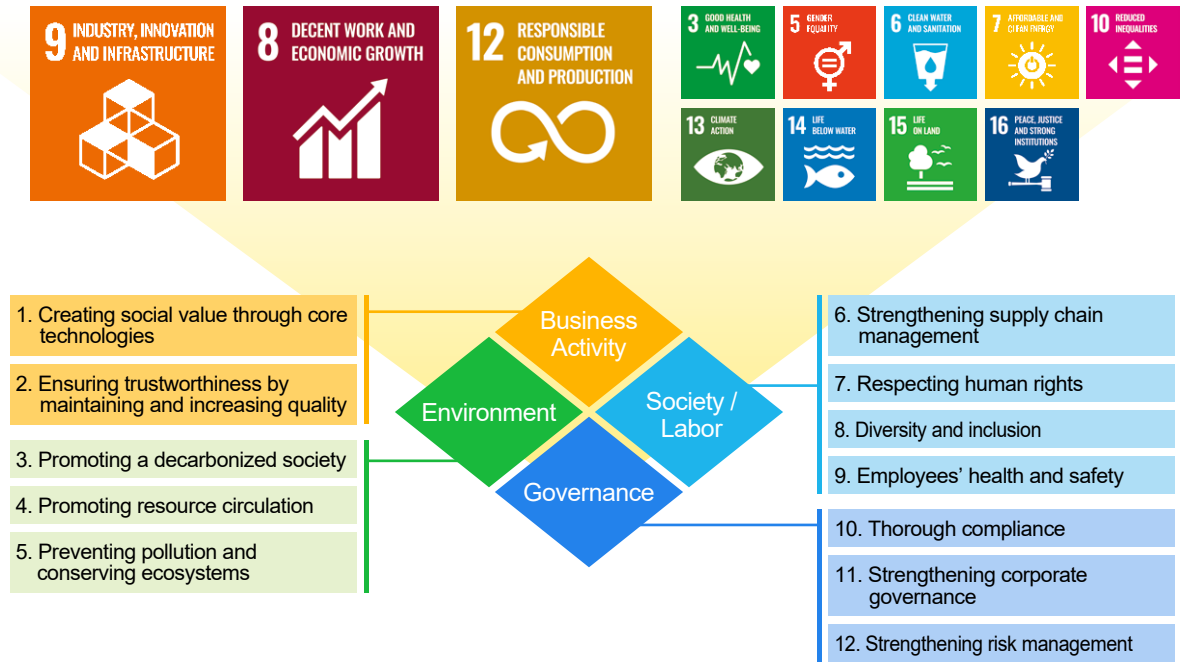 9 INDUSTRY, INNOVATION
AND INFRASTRUCTURE
8 DECENT WORK AND
ECONOMIC GROWTH
12 RESPONSIBLE
CONSUMPTION
AND PRODUCTION
3 GOOD HEALTH
AND WELL-BEING
5 GENDER
EQUALITY
6 CLEAN WATER
AND SANITATION
7 AFFORDABLE AND
CLEAN ENERGY
10 REDUCED
INEQUALITIES
13 CLIMATE
ACTION
14 LIFE
BELOW WATER
15 LIFE
ON LAND
16 PEACE, JUSTICE
AND STRONG
INSTITUTIONS
Business
Activity
Environment
Society /
Labor
Governance
1. Creating social value through core
technologies
2. Ensuring trustworthiness by
maintaining and increasing quality
3. Promoting a decarbonized society
4. Promoting resource circulation
5. Preventing pollution and
conserving ecosystems
6. Strengthening supply chain
management
7. Respecting human rights
8. Diversity and inclusion
9. Employees’ health and safety
10. Thorough compliance
11. Strengthening corporate
governance
12. Strengthening risk management